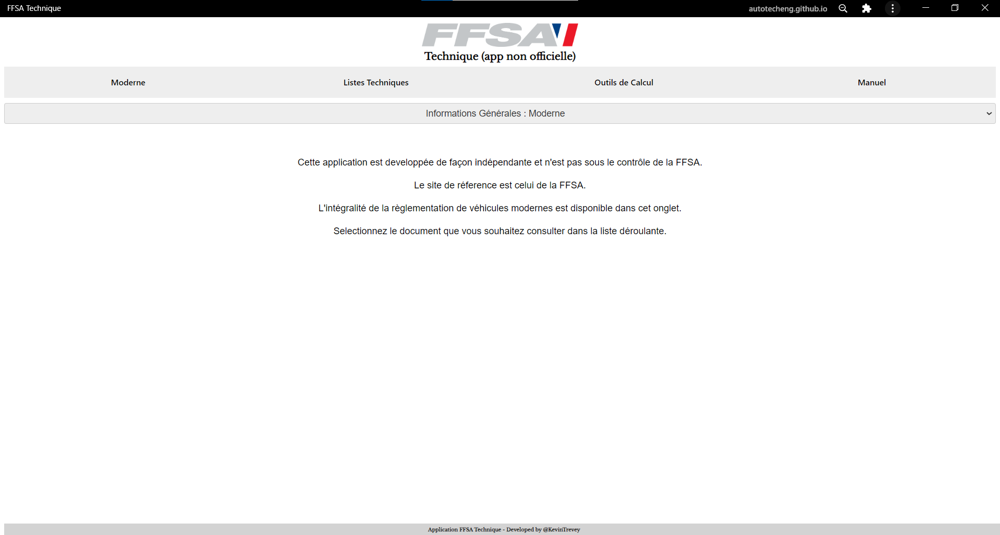 FFSA Technique
autotecheng.github.io
FFSA
Technique (app non officielle)
Moderne
Listes Techniques
Outils de Calcul
Manuel
Informations Générales : Moderne
Cette application est developpée de façon indépendante et n'est pas sous le contrôle de la FFSA.
Le site de réference est celui de la FFSA.
L'intégralité de la règlementation de véhicules modernes est disponible dans cet onglet.
Selectionnez le document que vous souhaitez consulter dans la liste déroulante.
Application FFSA Technique - Developed by @KevinTrevey